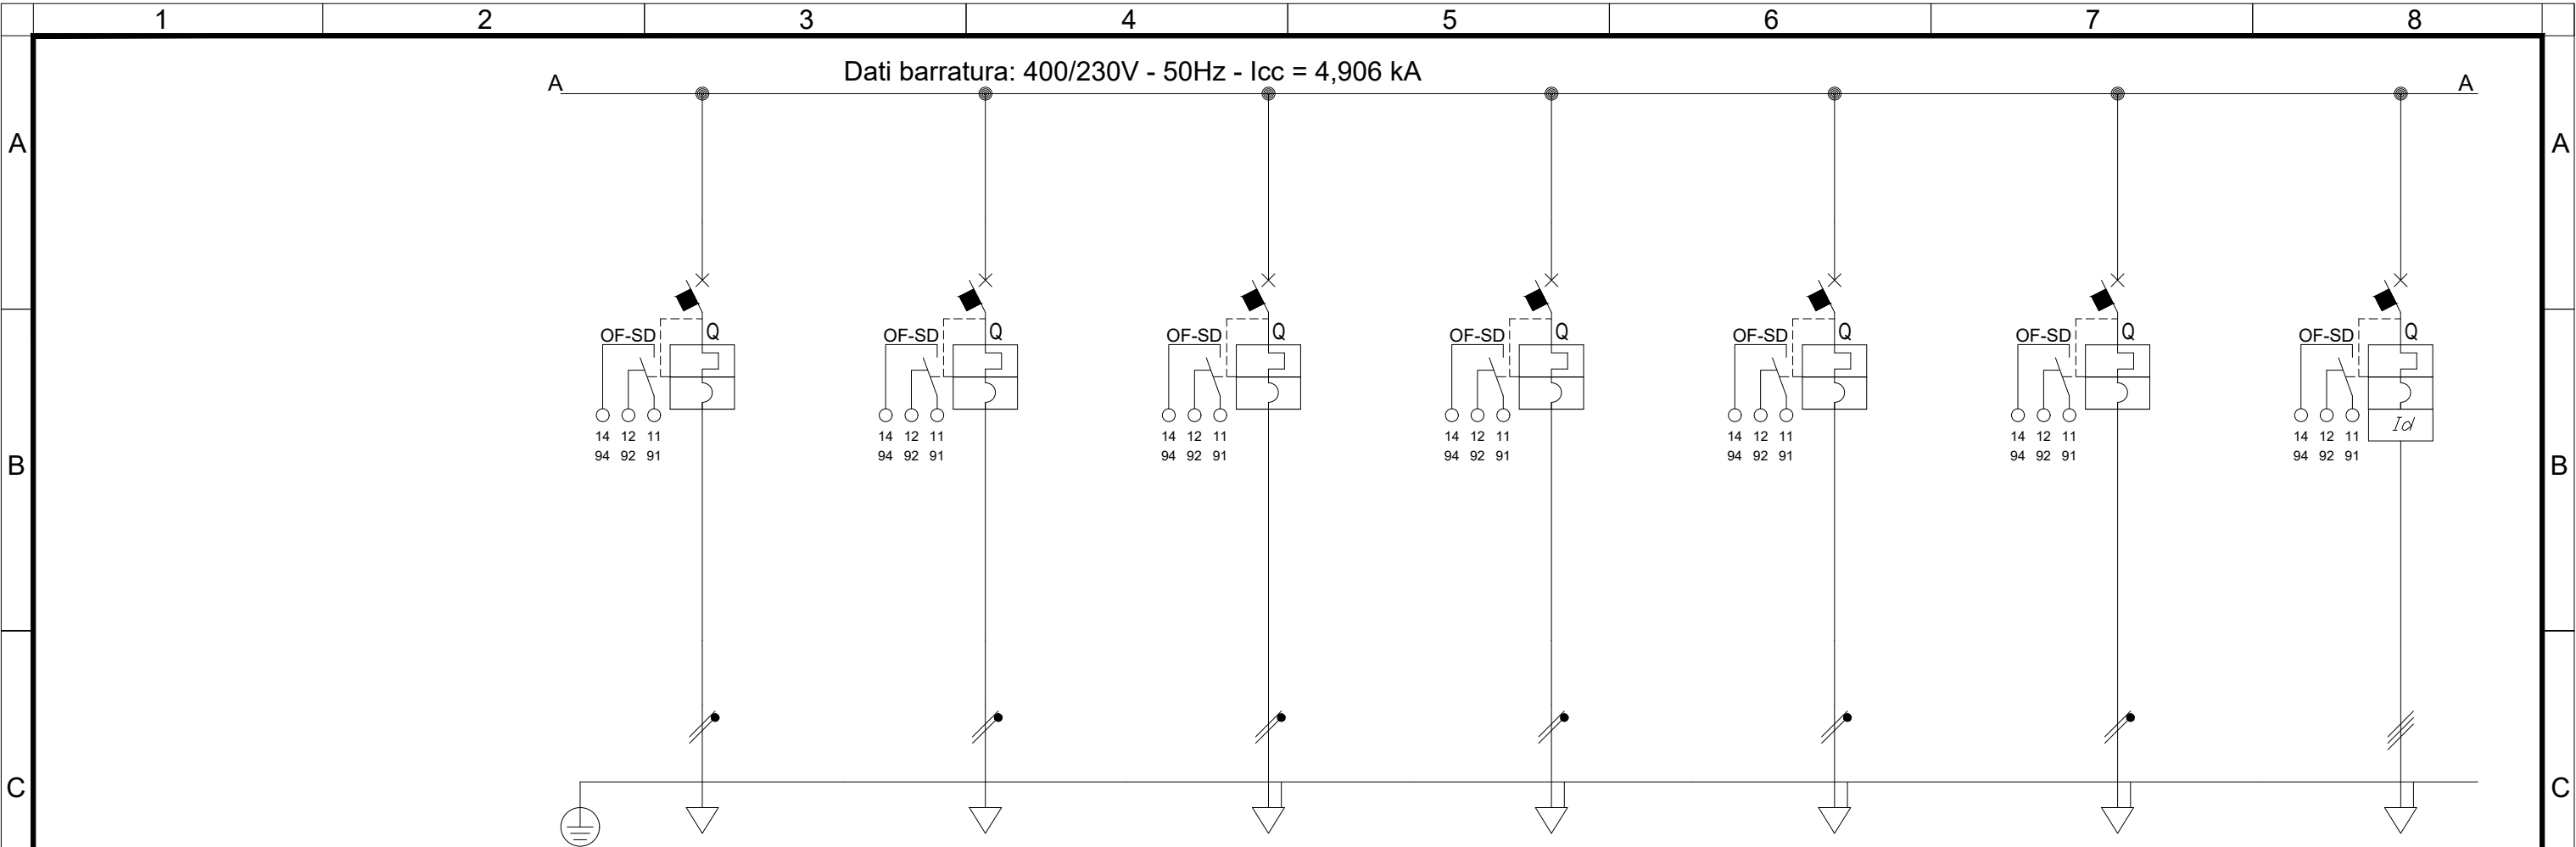 1 2 3 4 5 6 7 8
Dati barratura: 400/230V - 50Hz - Icc = 4,906 kA
A A
A A
OF-SD Q OF-SD Q OF-SD Q OF-SD Q OF-SD Q OF-SD Q OF-SD Q
14 12 11 14 12 11 14 12 11 14 12 11 14 12 11 14 12 11 14 12 11 Id
94 92 91 94 92 91 94 92 91 94 92 91 94 92 91 94 92 91 94 92 91
B B
C C